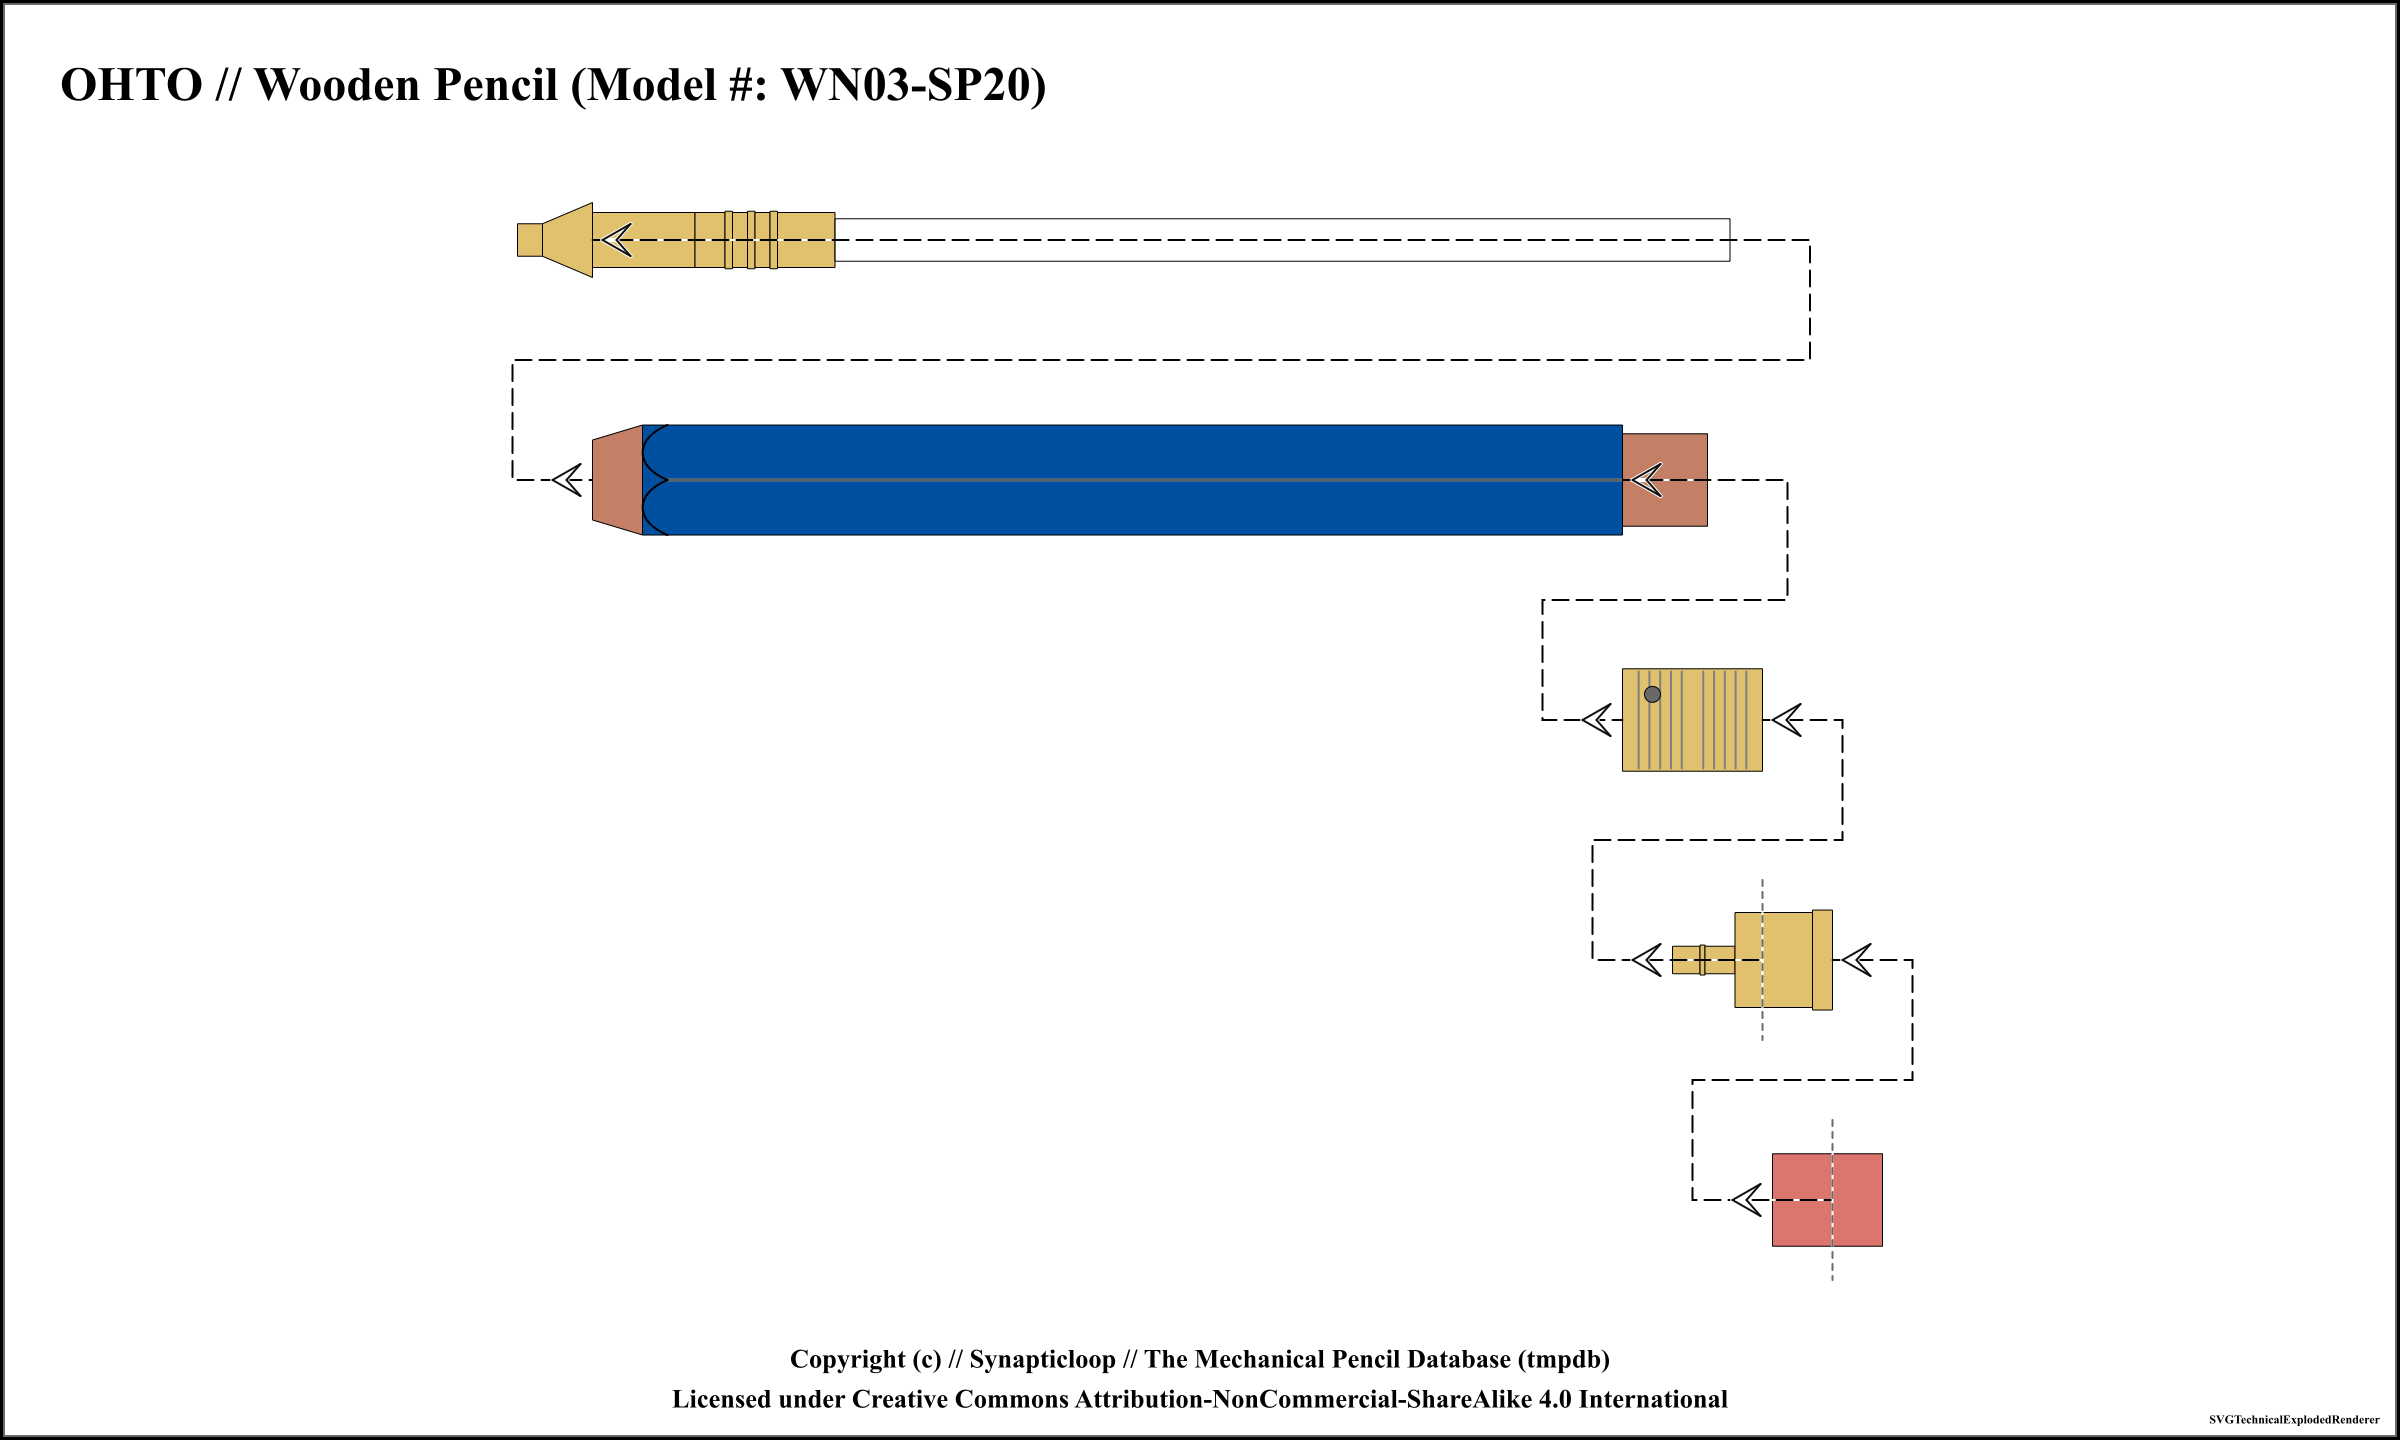 OHTO // Wooden Pencil (Model #: WN03-SP20)
Copyright (c) // Synapticloop // The Mechanical Pencil Database (tmpdb)
Licensed under Creative Commons Attribution-NonCommercial-ShareAlike 4.0 International
SVGTechnicalExplodedRenderer